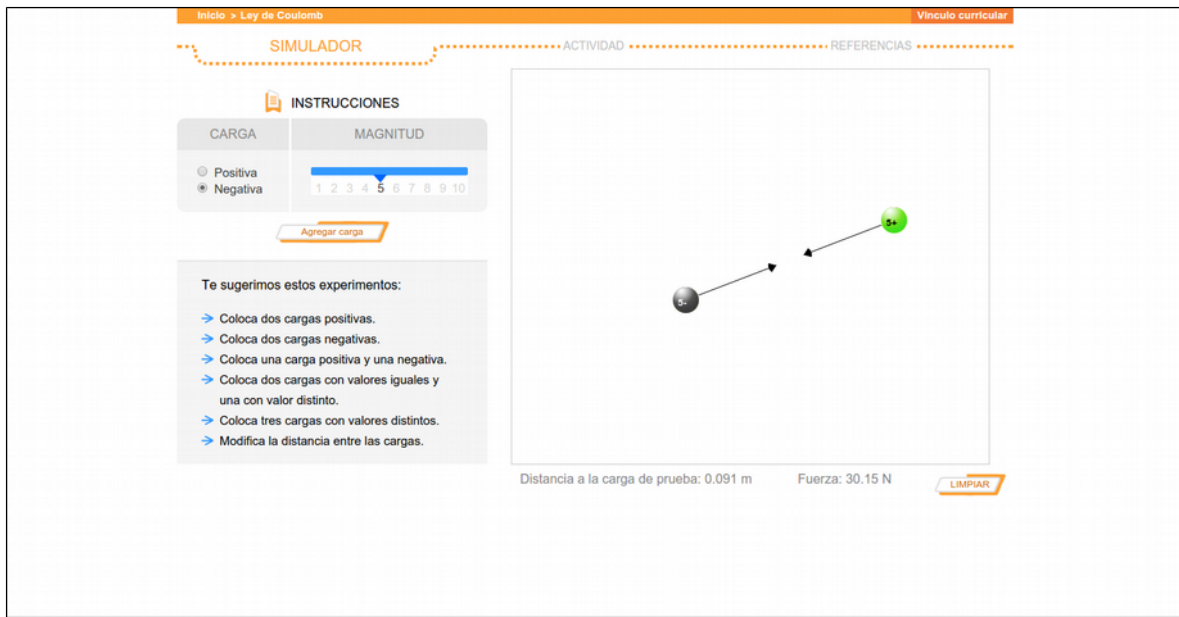 Inicio > Ley de Coulomb
Vínculo curricular
SIMULADOR
ACTIVIDAD
REFERENCIAS
INSTRUCCIONES
CARGA
MAGNITUD
Positiva
Negativa
1 2 3 4 5 6 7 8 9 10
Agregar carga
Te sugerimos estos experimentos:
Coloca dos cargas positivas.
Coloca dos cargas negativas.
Coloca una carga positiva y una negativa.
Coloca dos cargas con valores iguales y
una con valor distinto.
Coloca tres cargas con valores distintos.
Modifica la distancia entre las cargas.
5+
5-
Distancia a la carga de prueba: 0.091 m
Fuerza: 30.15 N
LIMPIAR